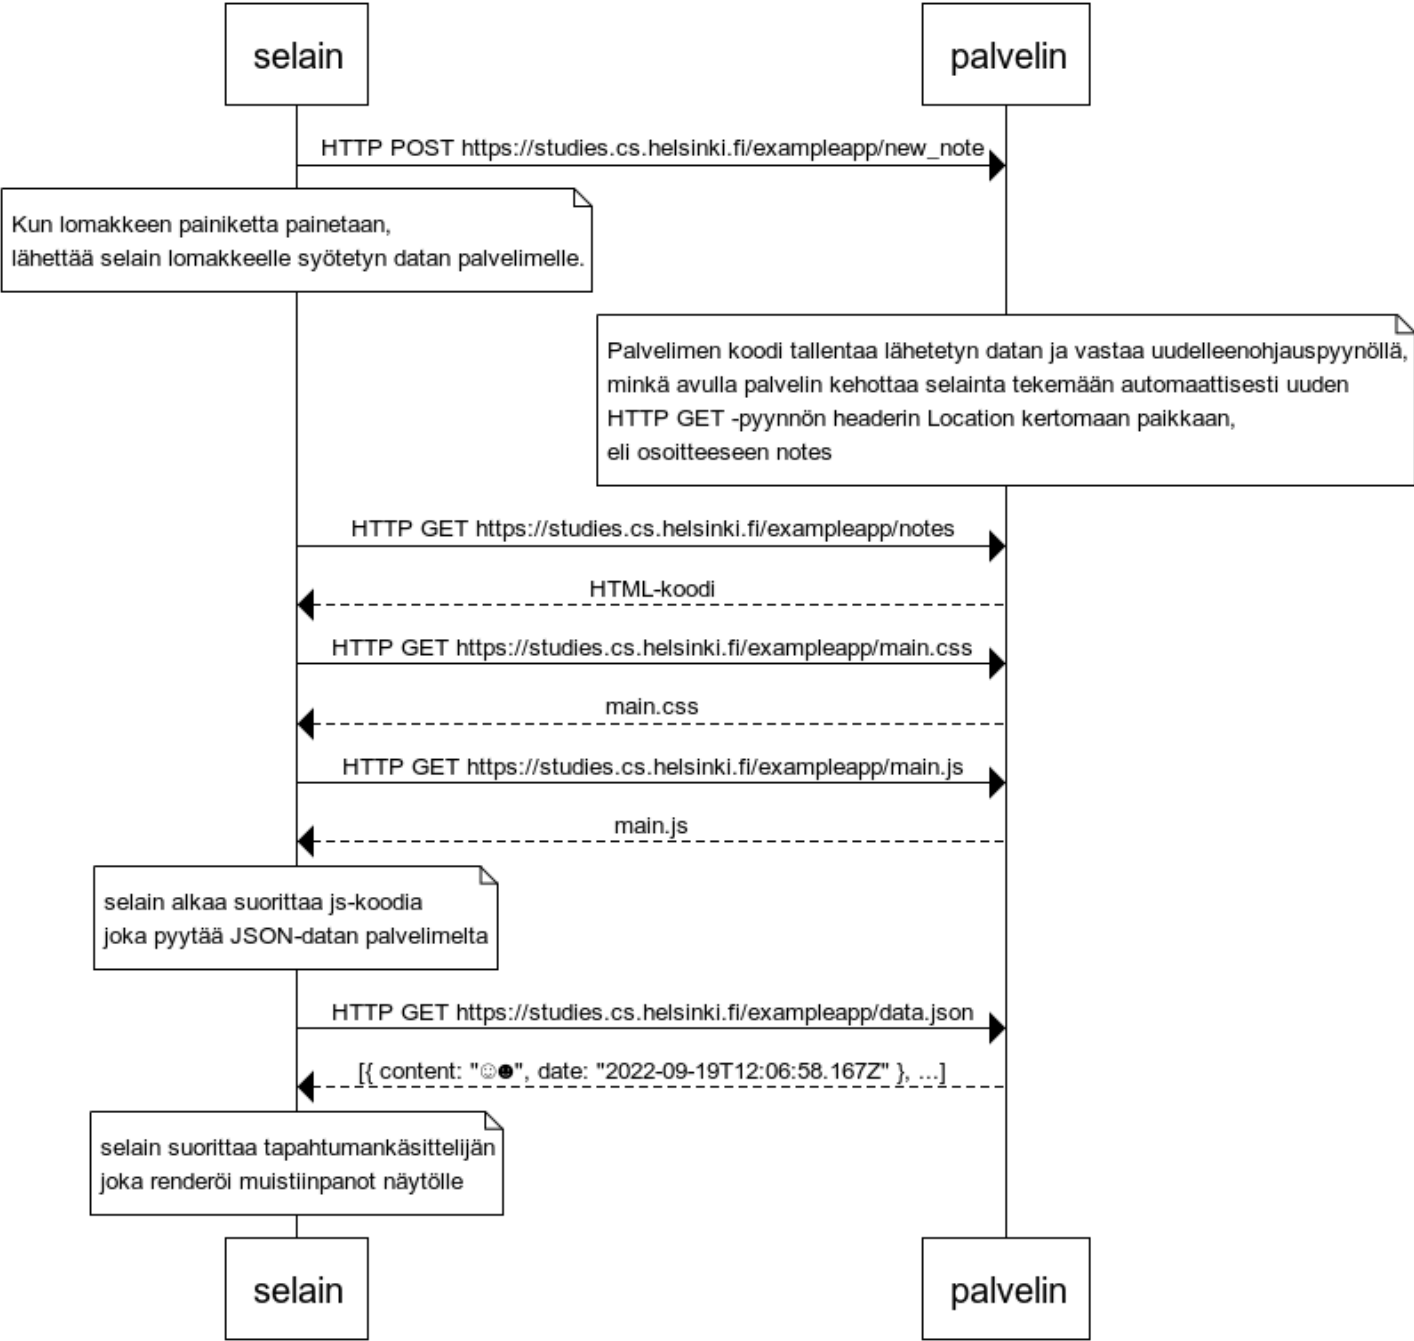 selain
palvelin
HTTP POST https://studies.cs.helsinki.fi/exampleapp/new_note
Kun lomakkeen painiketta painetaan,
lähettää selain lomakkeelle syötetyn datan palvelimelle.
Palvelimen koodi tallentaa lähetetyn datan ja vastaa uudelleenohjauspyynöllä,
minkä avulla palvelin kehottaa selainta tekemään automaattisesti uuden
HTTP GET -pyynnön headerin Location kertomaan paikkaan,
eli osoitteeseen notes
HTTP GET https://studies.cs.helsinki.fi/exampleapp/notes
HTML-koodi
HTTP GET https://studies.cs.helsinki.fi/exampleapp/main.css
main.css
HTTP GET https://studies.cs.helsinki.fi/exampleapp/main.js
main.js
selain alkaa suorittaa js-koodia
joka pyytää JSON-datan palvelimelta
HTTP GET https://studies.cs.helsinki.fi/exampleapp/data.json
[{ content: "☺☻", date: "2022-09-19T12:06:58.167Z" }, ...]
selain suorittaa tapahtumankäsittelijän
joka renderöi muistiinpanot näytölle
selain
palvelin